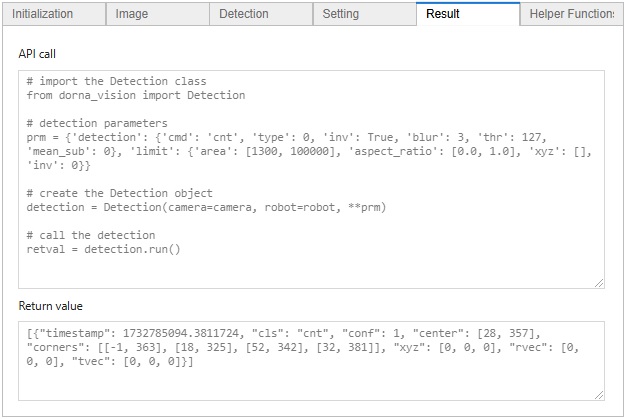 Initialization Image Detection Setting Result Helper Functions
API call
# import the Detection class
from dorna_vision import Detection
# detection parameters
prm = {'detection': {'cmd': 'cnt', 'type': 0, 'inv': True, 'blur': 3, 'thr': 127,
'mean_sub': 0}, 'limit': {'area': [1300, 100000], 'aspect_ratio': [0.0, 1.0], 'xyz': [],
'inv': 0}}
# create the Detection object
detection = Detection(camera=camera, robot=robot, **prm)
# call the detection
retval = detection.run()
Return value
[{"timestamp": 1732785094.3811724, "cls": "cnt", "conf": 1, "center": [28, 357],
"corners": [[-1, 363], [18, 325], [52, 342], [32, 381]], "xyz": [0, 0, 0], "rvec": [0,
0, 0], "tvec": [0, 0, 0]}]